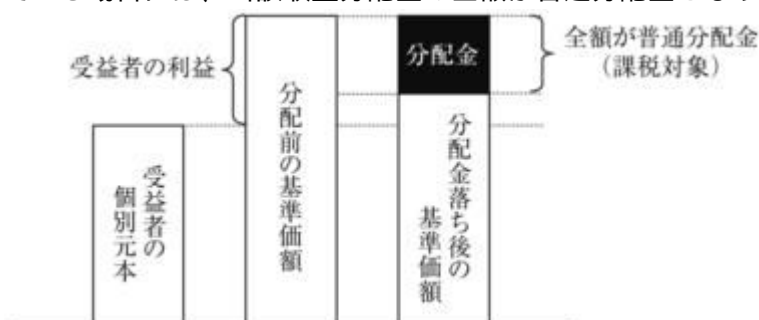 受益者の利益
分配金
全額が普通分配金
（課税対象）
受益者の
個別元本
分配前の基準価額
分配金落ち後の
基準価額